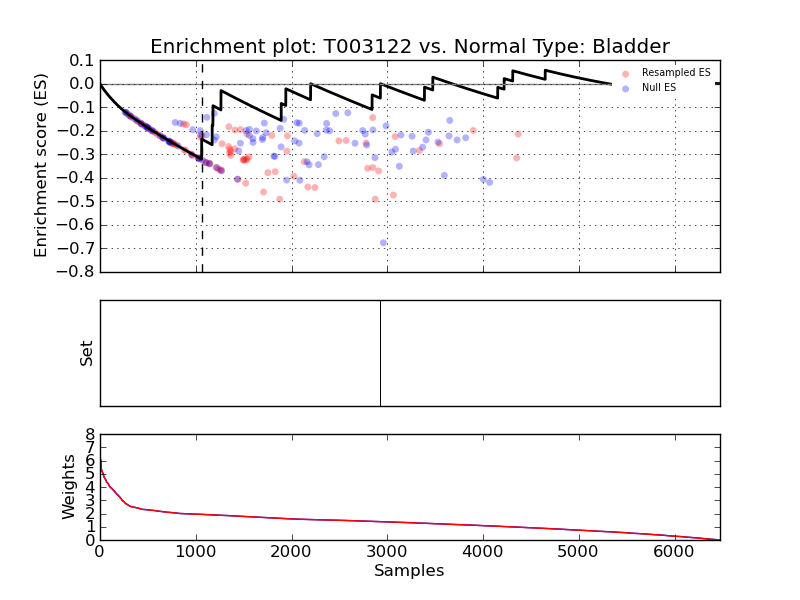 Enrichment plot: T003122 vs. Normal Type: Bladder
Enrichment score (ES)
0.1
0.0
−0.1
−0.2
−0.3
−0.4
−0.5
−0.6
−0.7
−0.8
Resampled ES
Null ES
Set
Weights
8
7
6
5
4
3
2
1
0
0 1000 2000 3000 4000 5000 6000
Samples